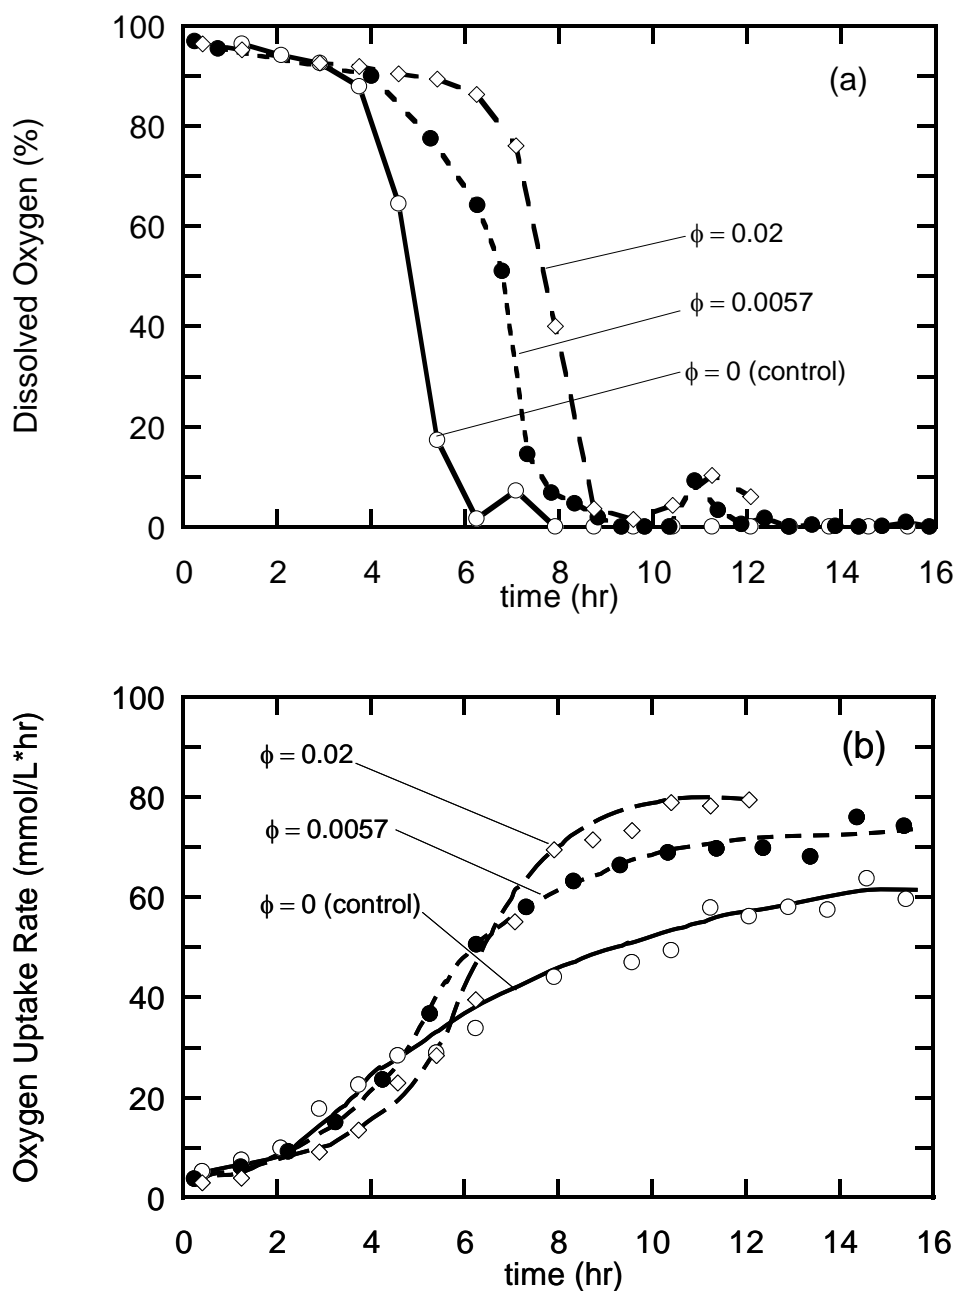 100
80
60
40
20
0
Dissolved Oxygen (%)
(a)
ϕ = 0.02
ϕ = 0.0057
ϕ = 0 (control)
0 2 4 6 8 10 12 14 16
time (hr)
100
80
60
40
20
0
Oxygen Uptake Rate (mmol/L*hr)
(b)
ϕ = 0.02
ϕ = 0.0057
ϕ = 0 (control)
0 2 4 6 8 10 12 14 16
time (hr)